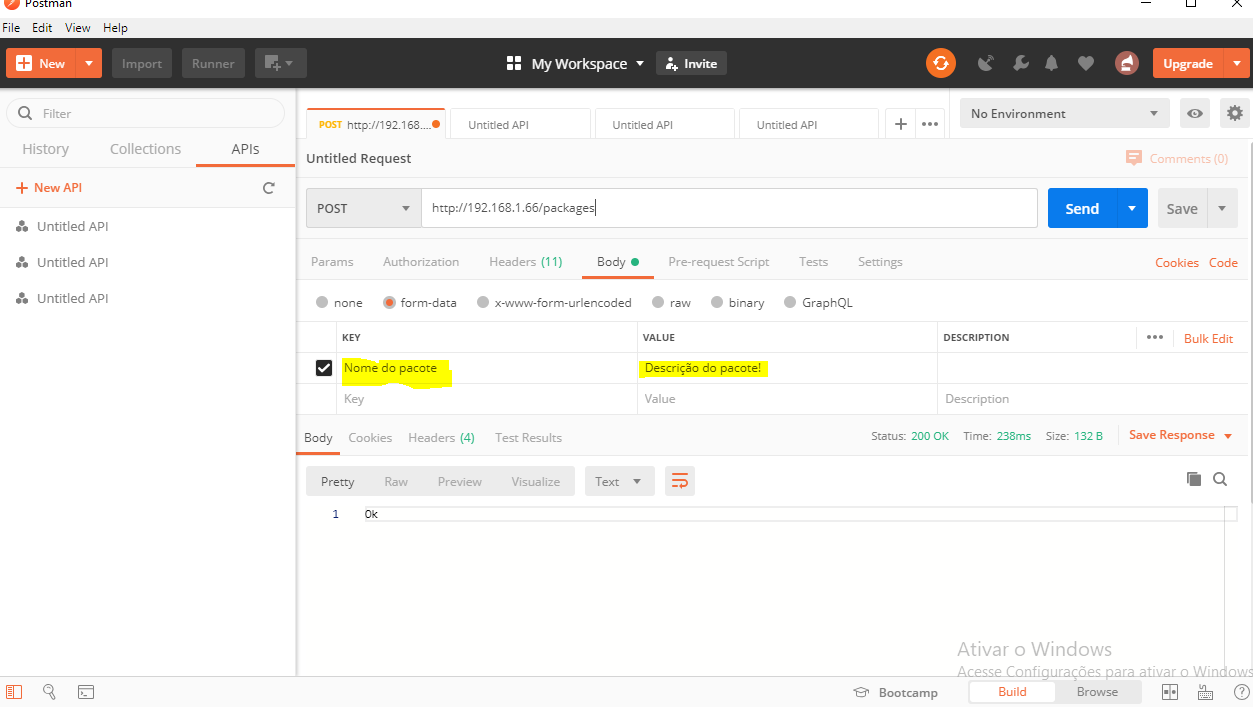 Postman
File Edit View Help
New Import Runner My Workspace Invite Upgrade
Filter
History Collections APIs
New API
Untitled API
Untitled API
Untitled API
POST http://192.168.... Untitled API Untitled API Untitled API No Environment
Untitled Request Comments (0)
POST http://192.168.1.66/packages Send Save
Params Authorization Headers (11) Body Pre-request Script Tests Settings Cookies Code
none form-data x-www-form-urlencoded raw binary GraphQL
KEY VALUE DESCRIPTION Bulk Edit
Nome do pacote Descrição do pacote!
Key Value Description
Body Cookies Headers (4) Test Results Status: 200 OK Time: 238ms Size: 132 B Save Response
Pretty Raw Preview Visualize Text
1 Ok
Ativar o Windows
Acesse Configurações para ativar o Windows
Bootcamp Build Browse